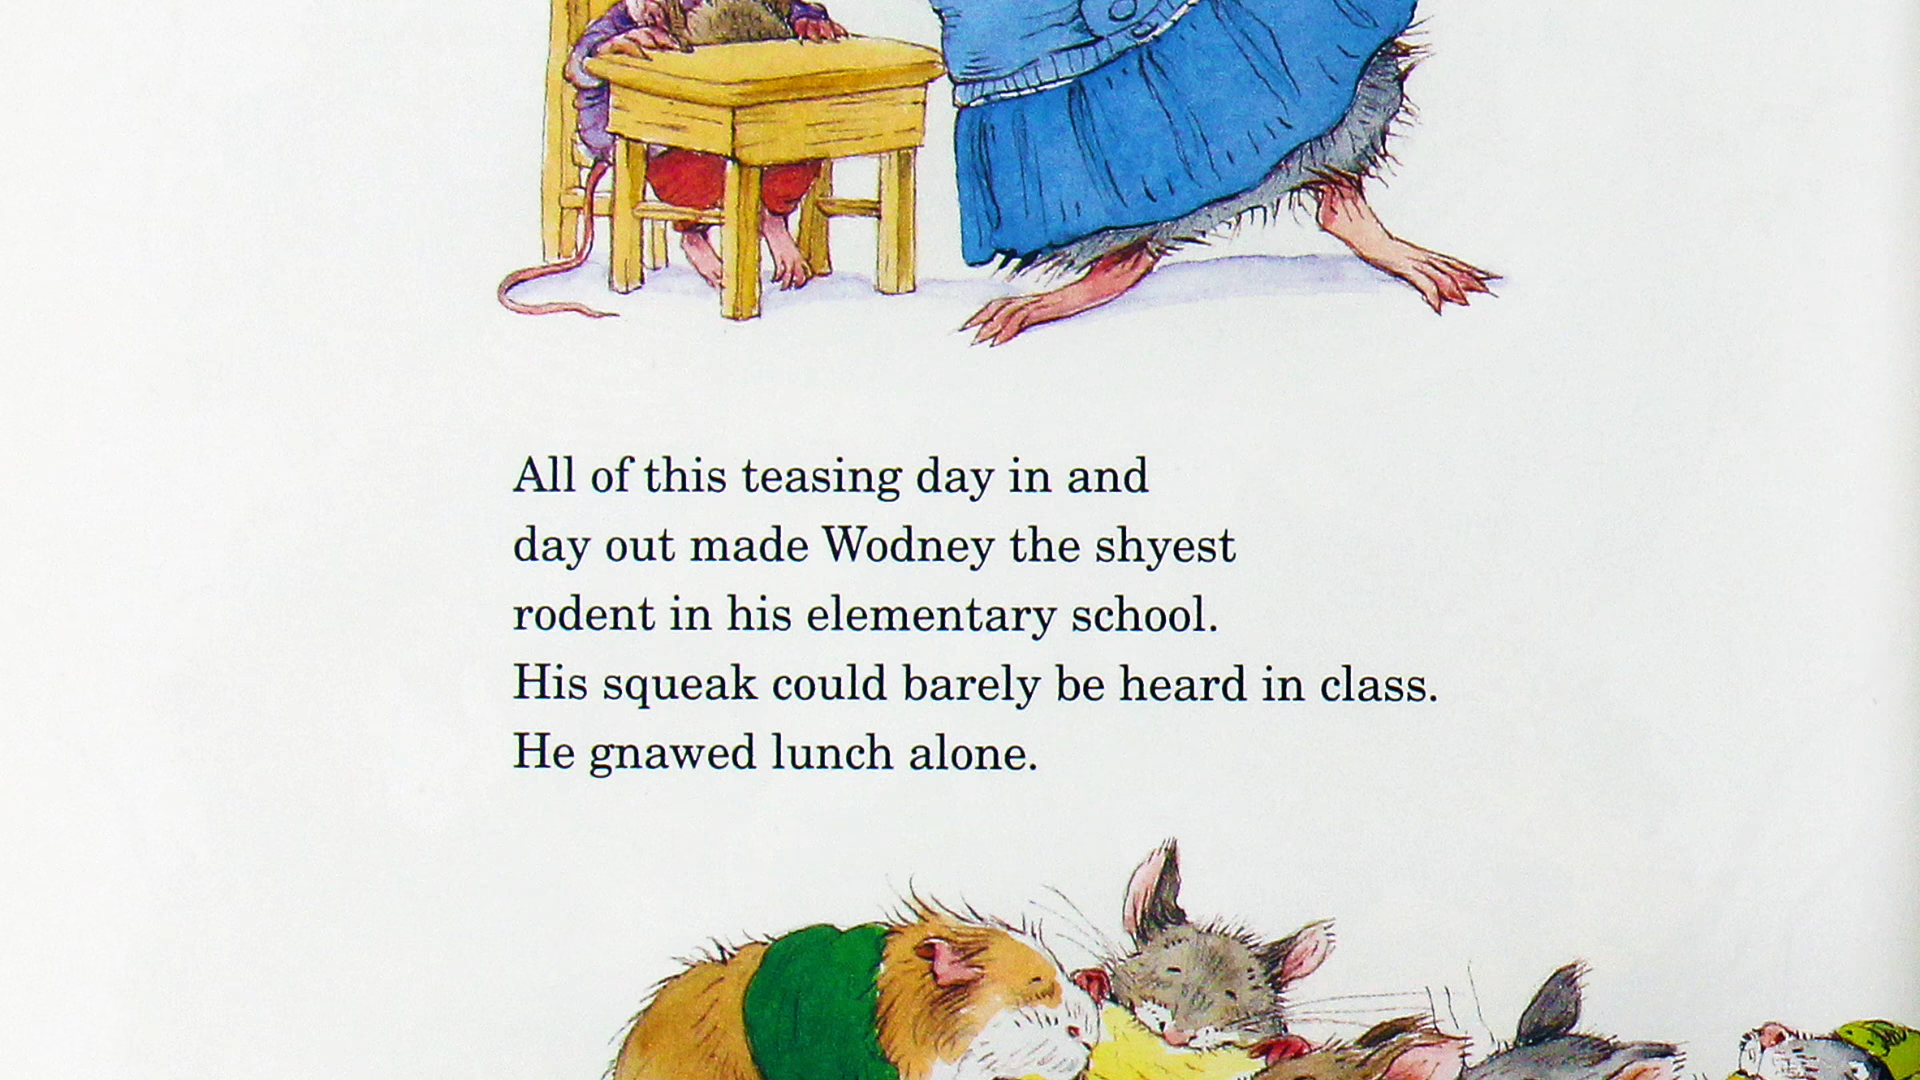 All of this teasing day in and
day out made Wodney the shyest
rodent in his elementary school.
His squeak could barely be heard in class.
He gnawed lunch alone.